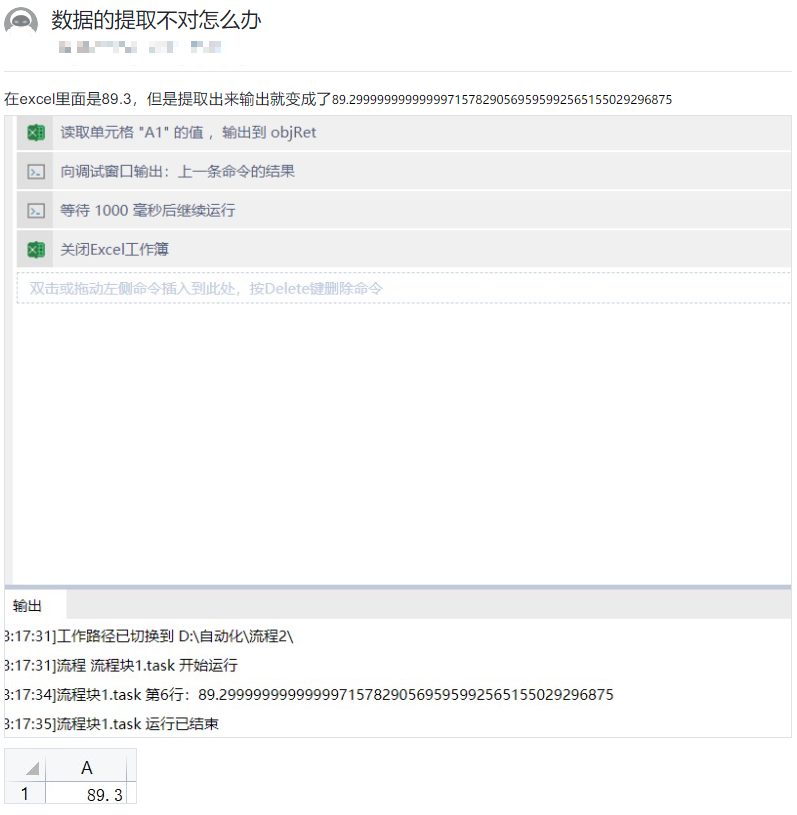 数据的提取不对怎么办
在excel里面是89.3，但是提取出来输出就变成了89.2999999999999971578290569595992565155029296875
读取单元格 "A1" 的值 ，输出到 objRet
向调试窗口输出：上一条命令的结果
等待 1000 毫秒后继续运行
关闭Excel工作簿
双击或拖动左侧命令插入到此处，按Delete键删除命令
输出
3:17:31]工作路径已切换到 D:\自动化\流程2\
3:17:31]流程 流程块1.task 开始运行
3:17:34]流程块1.task 第6行：89.2999999999999971578290569595992565155029296875
3:17:35]流程块1.task 运行已结束
A
1 89.3